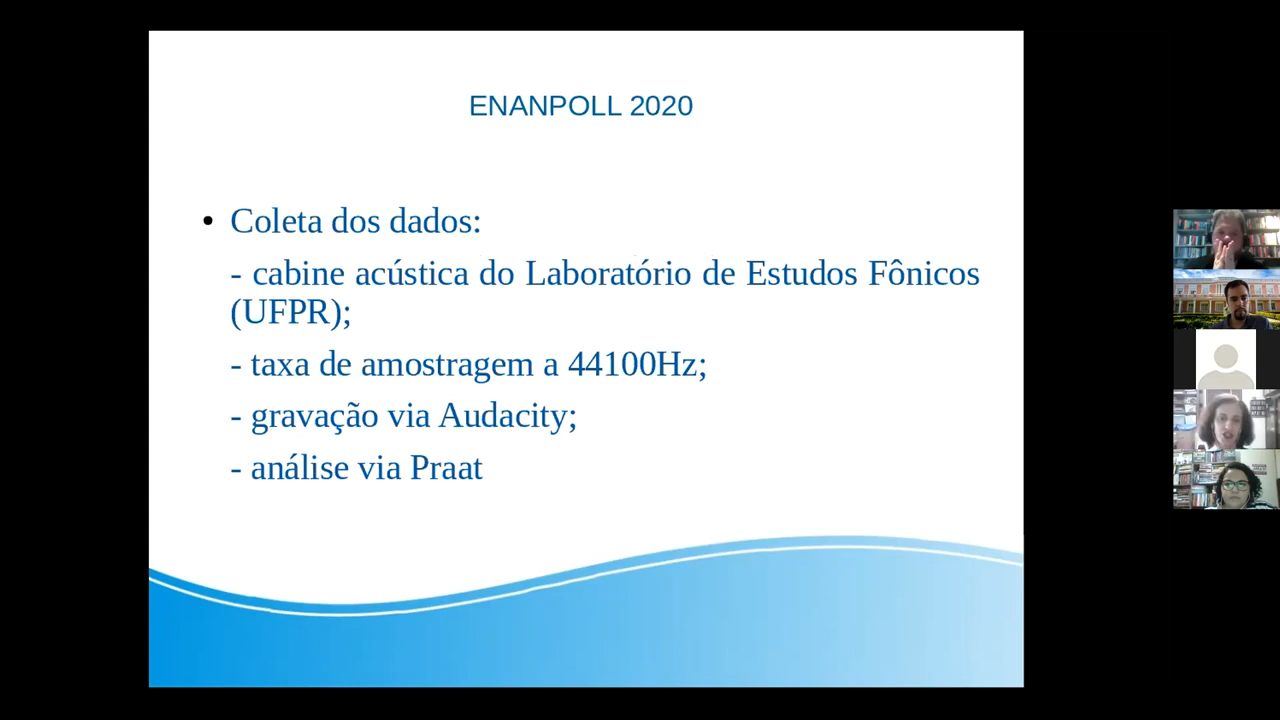 ENANPOLL 2020
• Coleta dos dados:
- cabine acústica do Laboratório de Estudos Fônicos
(UFPR);
- taxa de amostragem a 44100Hz;
- gravação via Audacity;
- análise via Praat